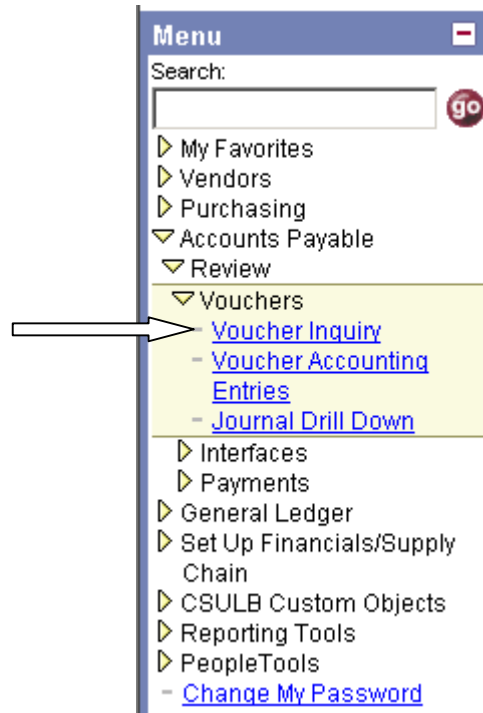 Menu
Search:
go
My Favorites
Vendors
Purchasing
Accounts Payable
Review
Vouchers
Voucher Inquiry
Voucher Accounting
Entries
Journal Drill Down
Interfaces
Payments
General Ledger
Set Up Financials/Supply
Chain
CSULB Custom Objects
Reporting Tools
PeopleTools
Change My Password